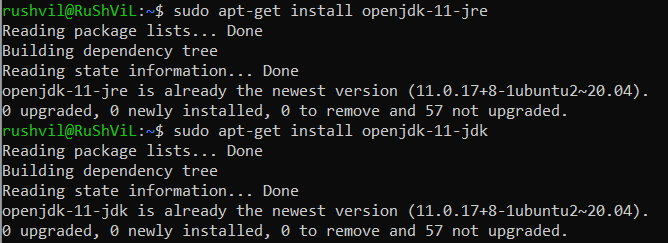 rushvil@RuShViL:~$ sudo apt-get install openjdk-11-jre
Reading package lists... Done
Building dependency tree
Reading state information... Done
openjdk-11-jre is already the newest version (11.0.17+8-1ubuntu2~20.04).
0 upgraded, 0 newly installed, 0 to remove and 57 not upgraded.
rushvil@RuShViL:~$ sudo apt-get install openjdk-11-jdk
Reading package lists... Done
Building dependency tree
Reading state information... Done
openjdk-11-jdk is already the newest version (11.0.17+8-1ubuntu2~20.04).
0 upgraded, 0 newly installed, 0 to remove and 57 not upgraded.